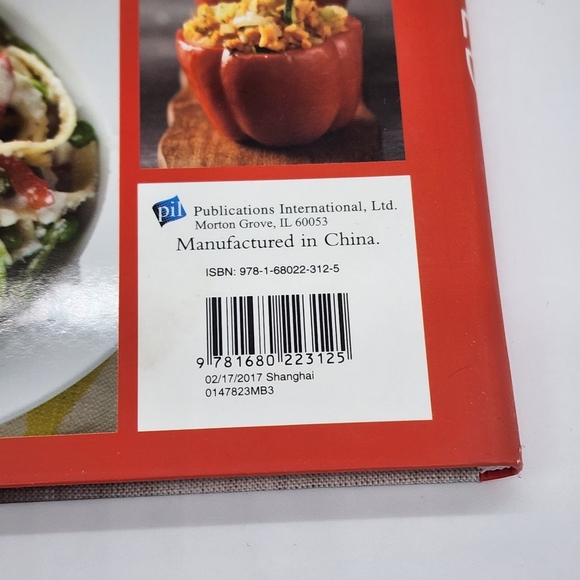 pil
Publications International, Ltd.
Morton Grove, IL 60053
Manufactured in China.
ISBN: 978-1-68022-312-5
9 781680 223125
02/17/2017 Shanghai
0147823MB3